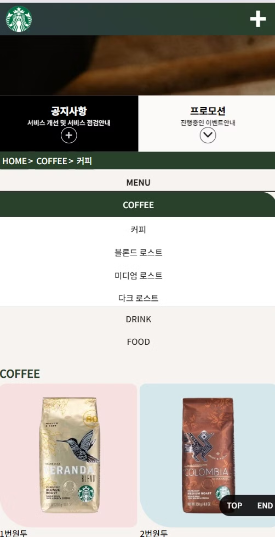 공지사항
서비스 개선 및 서비스 점검안내
프로모션
진행중인 이벤트안내
HOME> COFFEE> 커피
MENU
COFFEE
커피
블론드 로스트
미디엄 로스트
다크 로스트
DRINK
FOOD
COFFEE
VERANDA
BLEND
COLOMBIA
TOP END
1번원두
2번원두